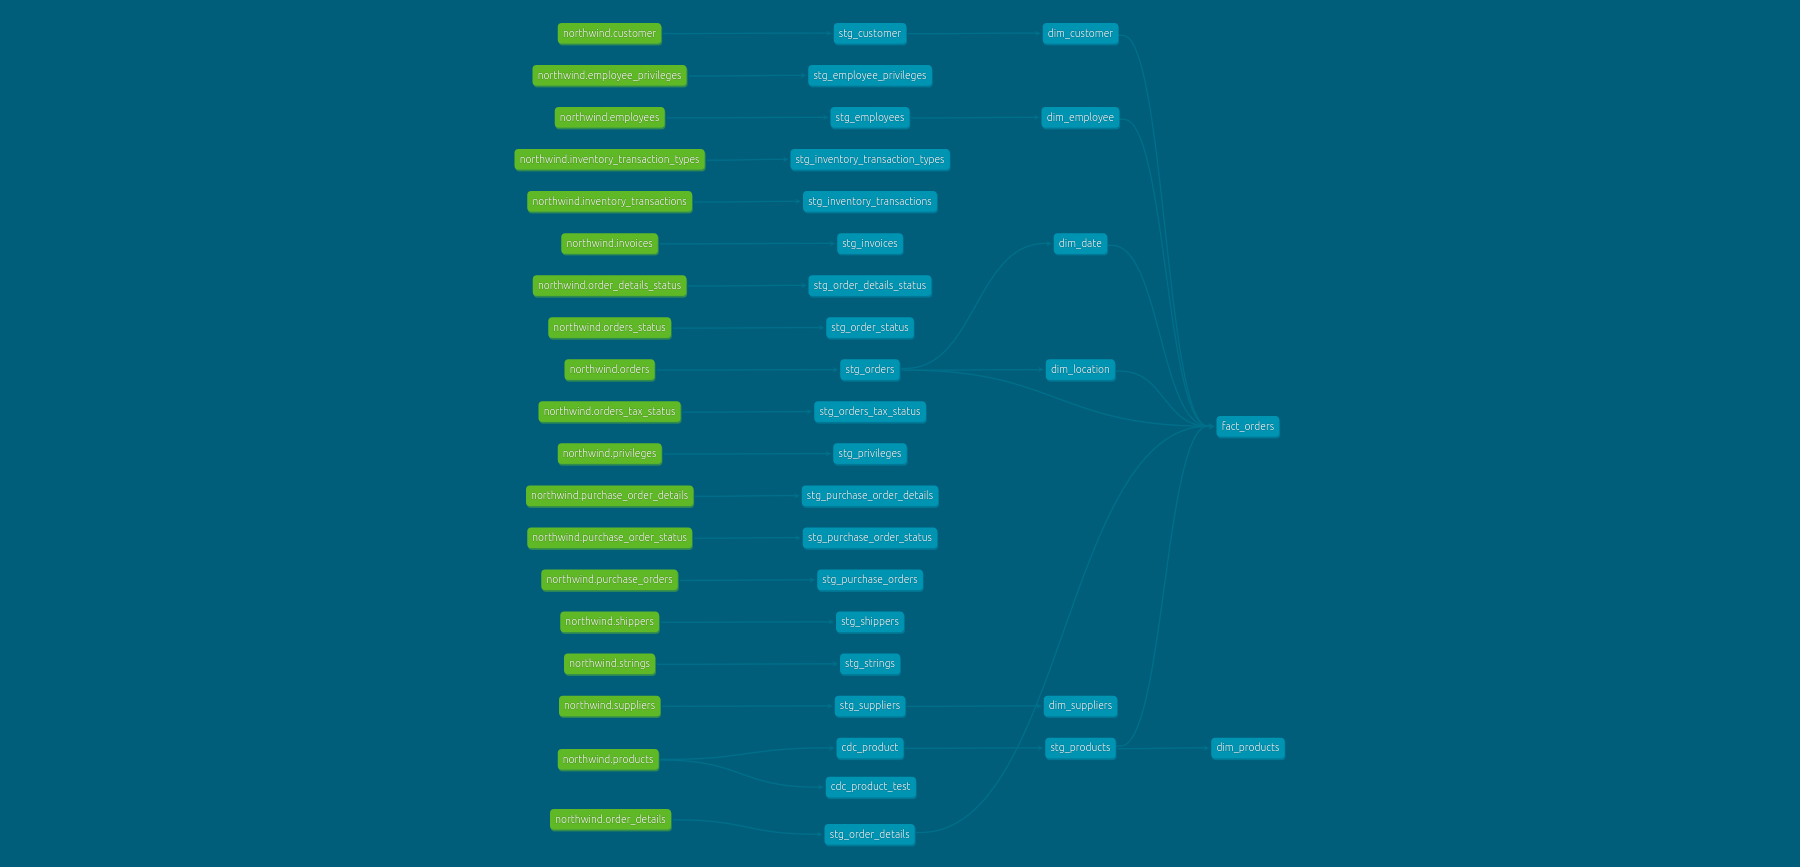 northwind.customer stg_customer dim_customer
northwind.employee_privileges stg_employee_privileges
northwind.employees stg_employees dim_employee
northwind.inventory_transaction_types stg_inventory_transaction_types
northwind.inventory_transactions stg_inventory_transactions
northwind.invoices stg_invoices dim_date
northwind.order_details_status stg_order_details_status
northwind.orders_status stg_order_status
northwind.orders stg_orders dim_location
northwind.orders_tax_status stg_orders_tax_status
fact_orders
northwind.privileges stg_privileges
northwind.purchase_order_details stg_purchase_order_details
northwind.purchase_order_status stg_purchase_order_status
northwind.purchase_orders stg_purchase_orders
northwind.shippers stg_shippers
northwind.strings stg_strings
northwind.suppliers stg_suppliers dim_suppliers
cdc_product stg_products dim_products
northwind.products
cdc_product_test
northwind.order_details
stg_order_details